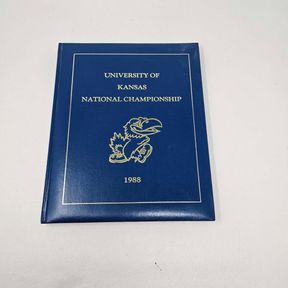 UNIVERSITY OF
KANSAS
NATIONAL CHAMPIONSHIP
1988